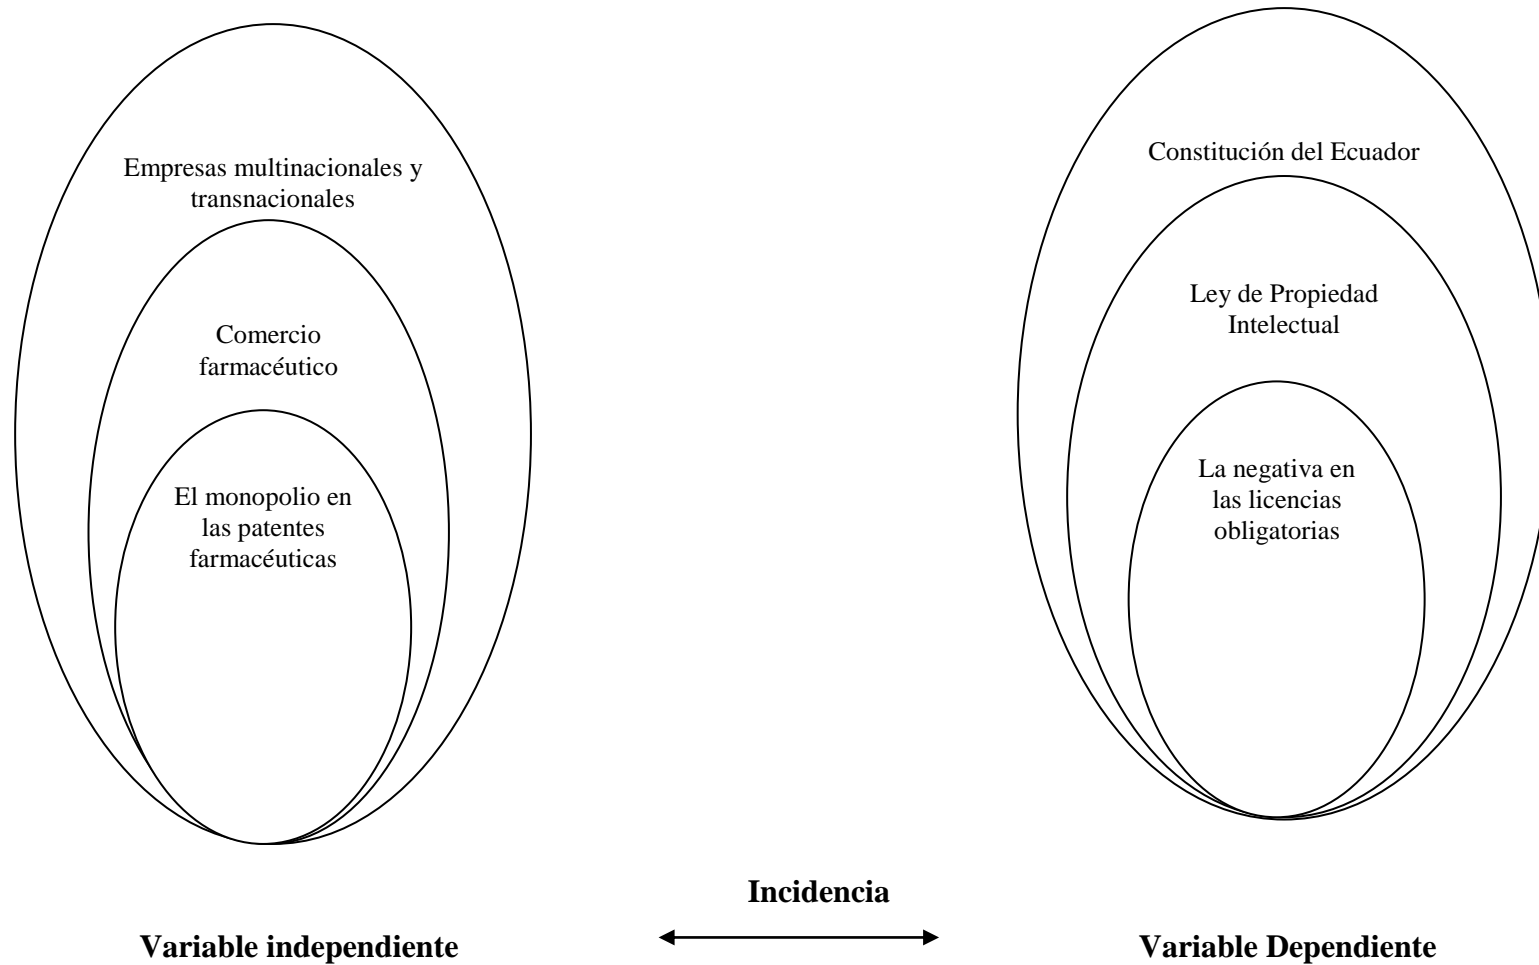 Empresas multinacionales y
transnacionales
Comercio
farmacéutico
El monopolio en
las patentes
farmacéuticas
Constitución del Ecuador
Ley de Propiedad
Intelectual
La negativa en
las licencias
obligatorias
Incidencia
Variable independiente
Variable Dependiente